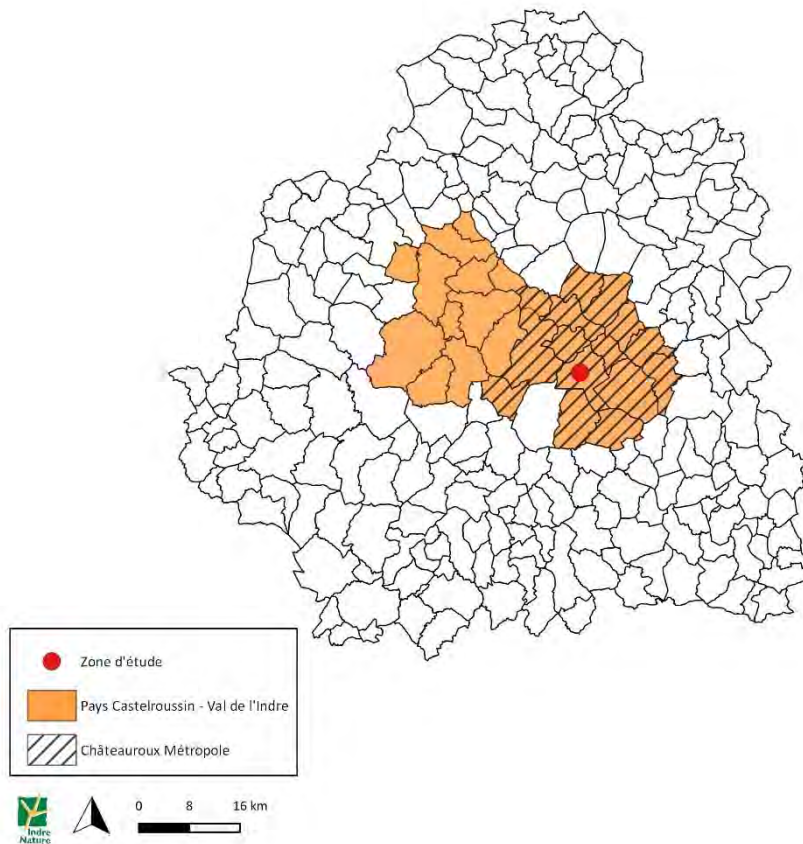 Zone d'étude
Pays Castelroussin - Val de l'Indre
Châteauroux Métropole
0 8 16 km
Indre
Nature